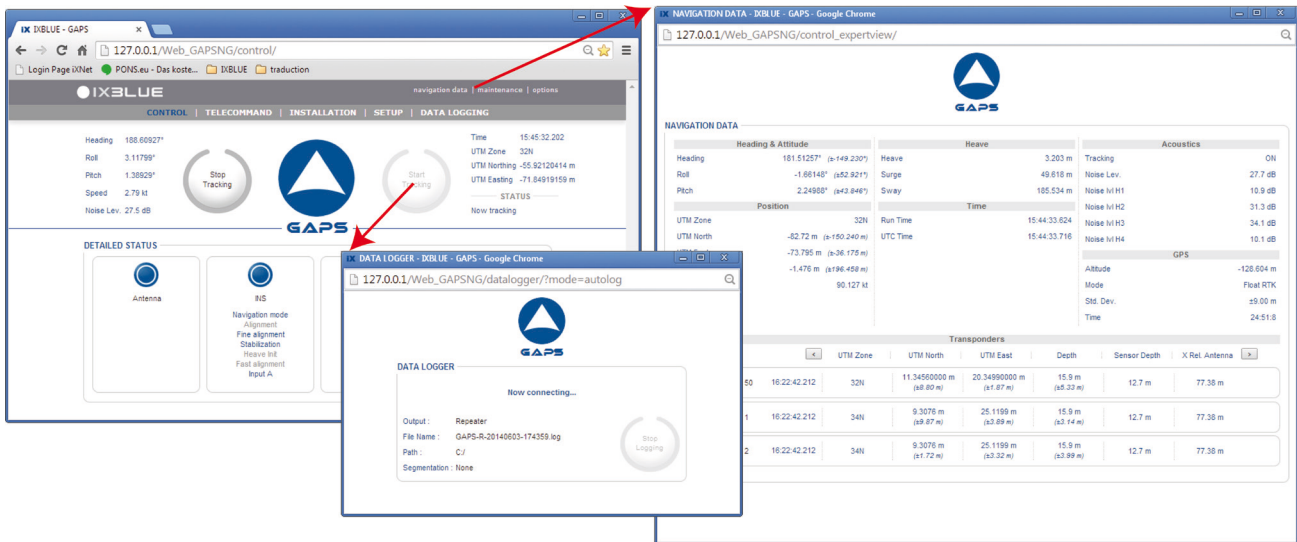 IXBLUE - GAPS
127.0.0.1/Web_GAPSNG/control/
Login Page iXNet PONS.eu - Das koste... IXBLUE traduction
IXBLUE
navigation data | maintenance | options
CONTROL | TELECOMMAND | INSTALLATION | SETUP | DATA LOGGING
Heading 188.60927°
Roll 3.11799°
Pitch 1.38929°
Speed 2.79 kt
Noise Lev. 27.5 dB
Stop
Tracking
GAPS
Start
Tracking
Time 15:45:32.202
UTM Zone 32N
UTM Northing -55.92120414 m
UTM Easting -71.84919159 m
STATUS
Now tracking
DETAILED STATUS
Antenna
INS
Navigation mode
Alignment
Fine alignment
Stabilization
Heave Init
Fast alignment
Input A
DATA LOGGER - IXBLUE - GAPS - Google Chrome
127.0.0.1/Web_GAPSNG/datalogger/?mode=autolog
GAPS
DATA LOGGER
Now connecting...
Output : Repeater
File Name : GAPS-R-20140603-174359.log
Path : C:/
Segmentation : None
Stop
Logging
NAVIGATION DATA - IXBLUE - GAPS - Google Chrome
127.0.0.1/Web_GAPSNG/control_expertview/
GAPS
NAVIGATION DATA
Heading & Attitude
Heading 181.51257° (±-149.230°)
Roll -1.66148° (±52.921°)
Pitch 2.24988° (±43.846°)
Position
UTM Zone 32N
UTM North -82.72 m (±-150.240 m)
-73.795 m (±-36.175 m)
-1.476 m (±196.458 m)
90.127 kt
Heave
Heave 3.203 m
Surge 49.618 m
Sway 185.534 m
Time
Run Time 15:44:33.624
UTC Time 15:44:33.716
Acoustics
Tracking ON
Noise Lev. 27.7 dB
Noise lvl H1 10.9 dB
Noise lvl H2 31.3 dB
Noise lvl H3 34.1 dB
Noise lvl H4 10.1 dB
GPS
Altitude -128.604 m
Mode Float RTK
Std. Dev. ±9.00 m
Time 24:51:8
Transponders
< UTM Zone UTM North UTM East Depth Sensor Depth X Rel. Antenna >
50 16:22:42.212 32N 11.34560000 m 20.34990000 m 15.9 m 12.7 m 77.38 m
(±8.80 m) (±1.87 m) (±5.33 m)
1 16:22:42.212 34N 9.3076 m 25.1199 m 15.9 m 12.7 m 77.38 m
(±9.87 m) (±3.89 m) (±3.14 m)
2 16:22:42.212 34N 9.3076 m 25.1199 m 15.9 m 12.7 m 77.38 m
(±1.72 m) (±3.32 m) (±3.99 m)